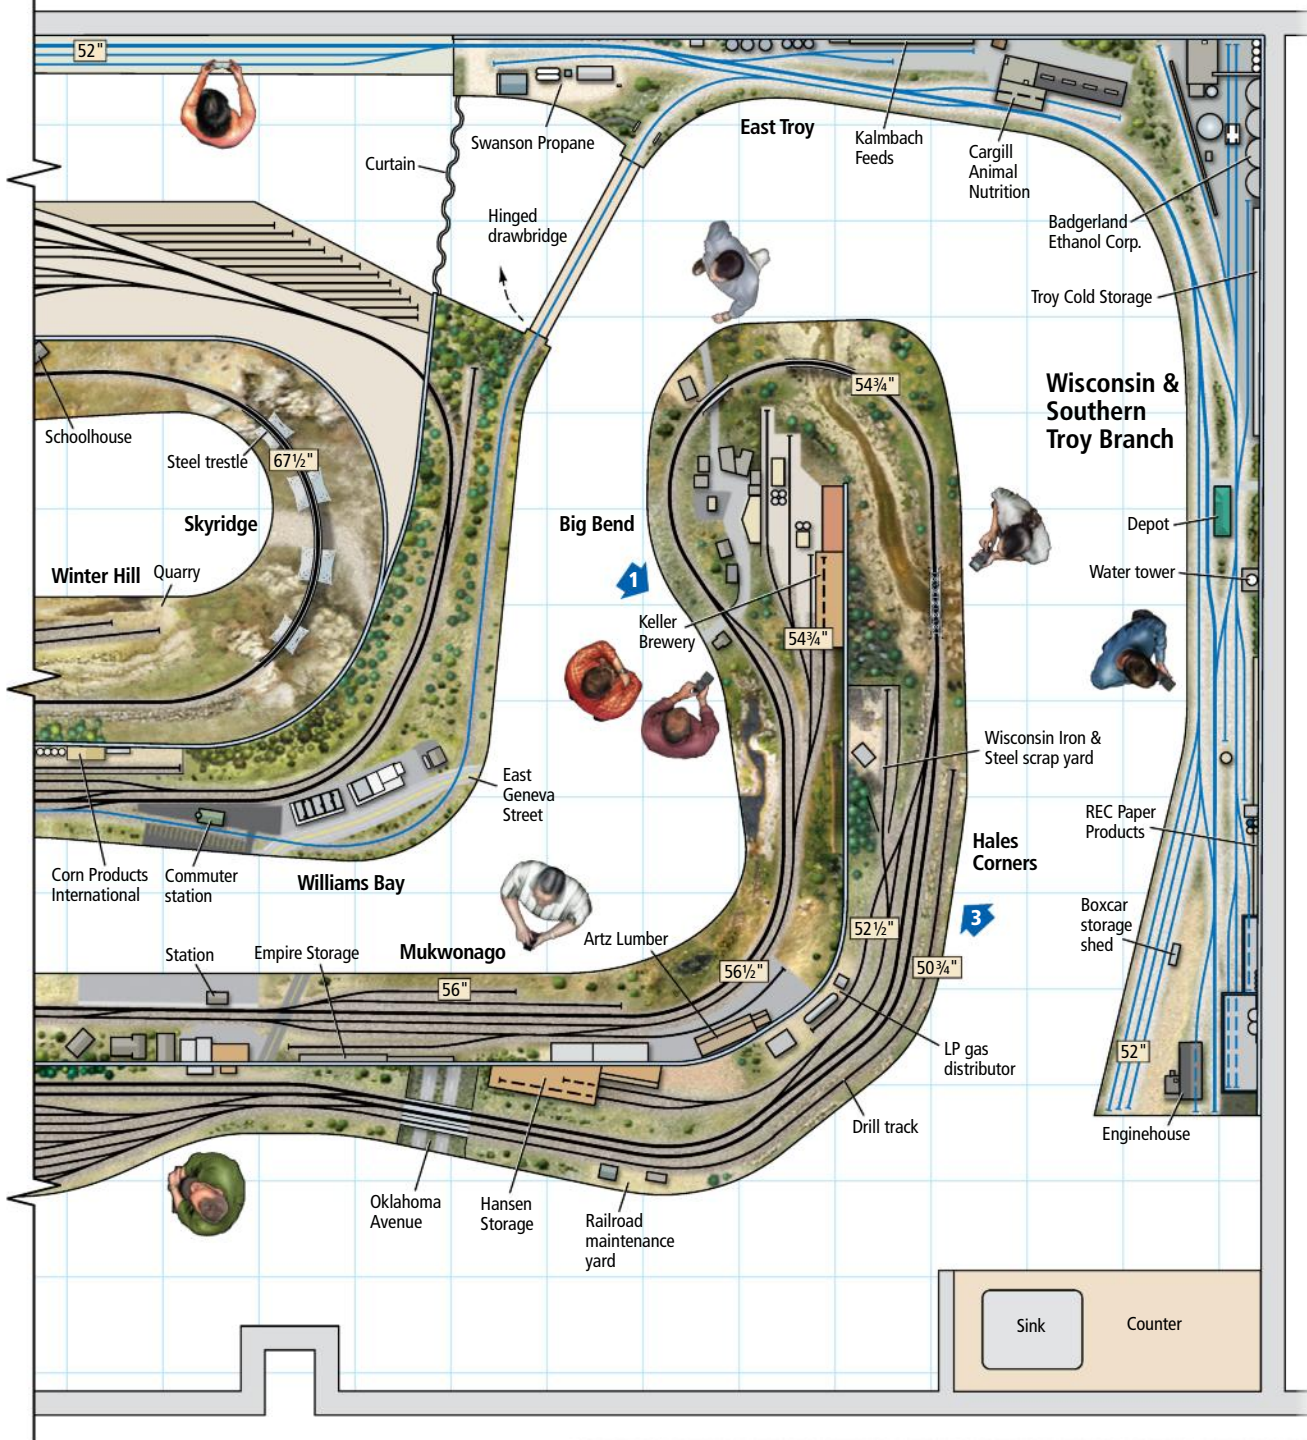 52"
Swanson Propane
East Troy
Kalmbach
Feeds
Cargill
Animal
Nutrition
Curtain
Hinged
drawbridge
Badgerland
Ethanol Corp.
Troy Cold Storage
Wisconsin &
Southern
Troy Branch
54¾"
Schoolhouse
Steel trestle
67½"
Skyridge
Big Bend
Depot
Winter Hill
Quarry
1
Water tower
Keller
Brewery
54¾"
Wisconsin Iron &
Steel scrap yard
East
Geneva
Street
REC Paper
Products
Hales
Corners
Corn Products
International
Commuter
station
Williams Bay
Boxcar
storage
shed
3
52½"
Artz Lumber
Mukwonago
Station
Empire Storage
56½"
50¾"
56"
52"
LP gas
distributor
Drill track
Enginehouse
Oklahoma
Avenue
Hansen
Storage
Railroad
maintenance
yard
Sink
Counter